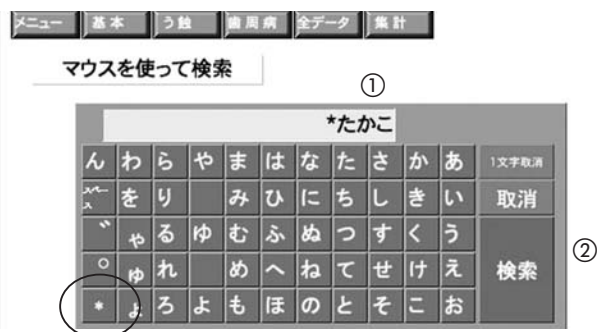 メニュー 基本 う蝕 歯周病 全データ 集計
マウスを使って検索
①
*たかこ
ん わ ら や ま は な た さ か あ 1文字取消
スペース を り み ひ に ち し き い 取消
゛ ゃ る ゆ む ふ ぬ つ す く う
゜ ゅ れ め へ ね て せ け え 検索 ②
* ょ ろ よ も ほ の と そ こ お